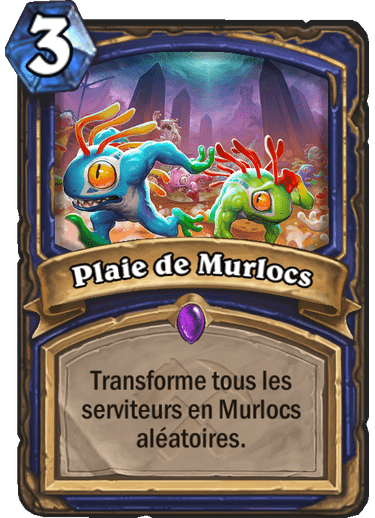 3
Plaie de Murlocs
Transforme tous les
serviteurs en Murlocs
aléatoires.